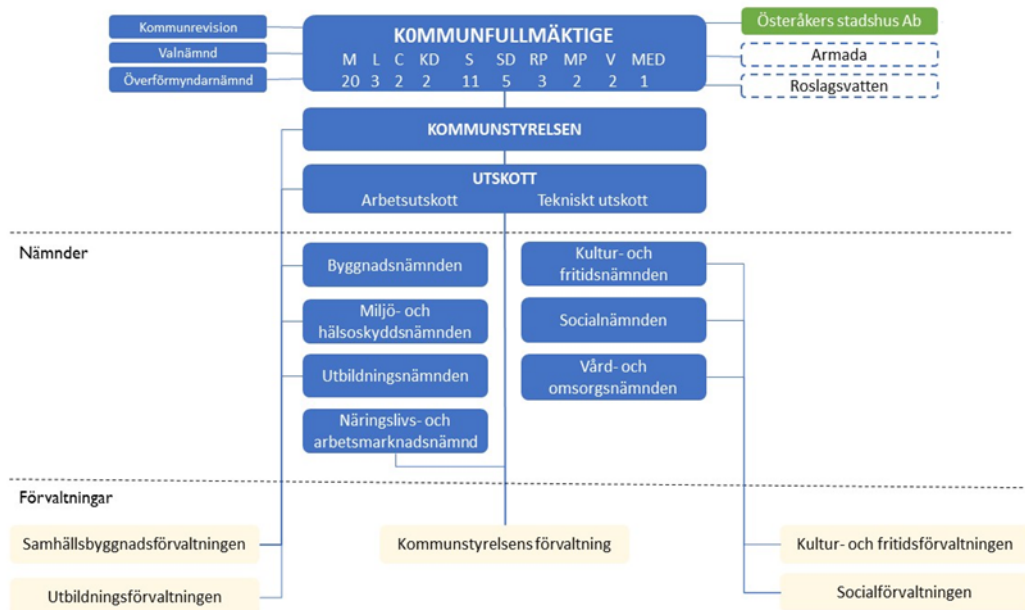 Kommunrevision
Valnämnd
Överförmyndarnämnd
K0MMUNFULLMÄKTIGE
M L C KD S SD RP MP V MED
20 3 2 2 11 5 3 2 2 1
Österåkers stadshus Ab
Armada
Roslagsvatten
KOMMUNSTYRELSEN
UTSKOTT
Arbetsutskott Tekniskt utskott
Nämnder
Byggnadsnämnden
Miljö- och
hälsoskyddsnämnden
Utbildningsnämnden
Näringslivs- och
arbetsmarknadsnämnd
Kultur- och
fritidsnämnden
Socialnämnden
Vård- och
omsorgsnämnden
Förvaltningar
Samhällsbyggnadsförvaltningen
Utbildningsförvaltningen
Kommunstyrelsens förvaltning
Kultur- och fritidsförvaltningen
Socialförvaltningen